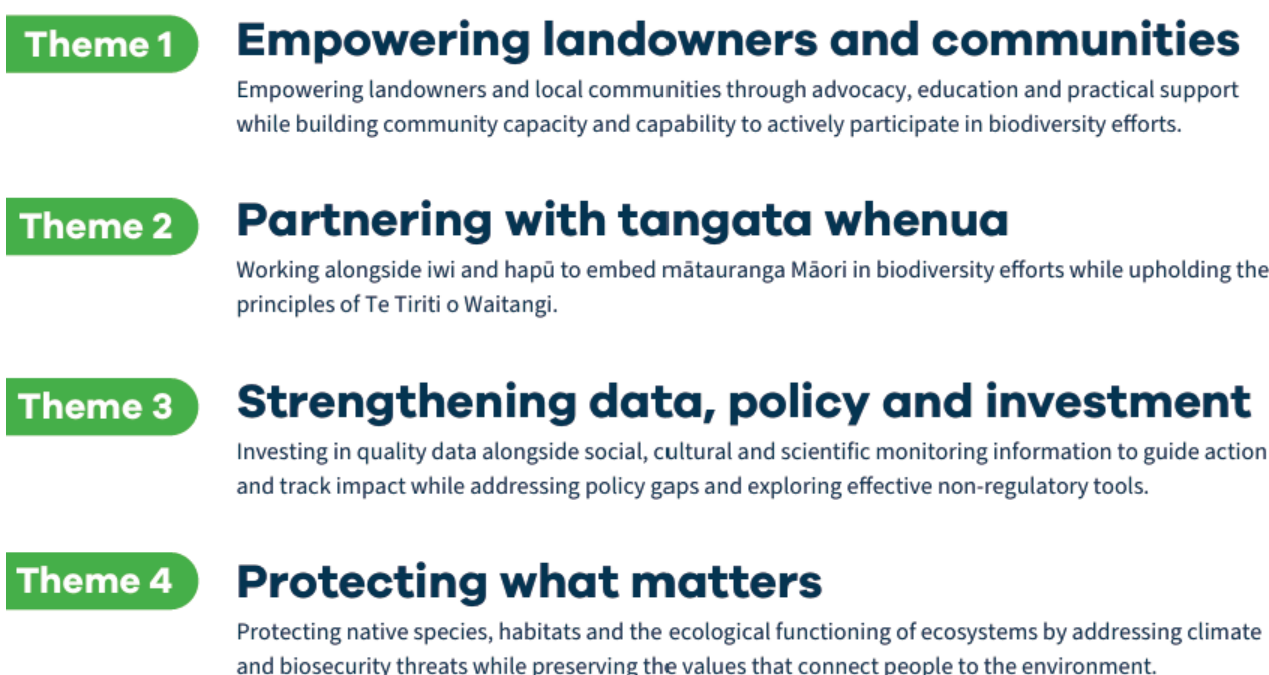 Theme 1
Empowering landowners and communities
Empowering landowners and local communities through advocacy, education and practical support
while building community capacity and capability to actively participate in biodiversity efforts.
Theme 2
Partnering with tangata whenua
Working alongside iwi and hapū to embed mātauranga Māori in biodiversity efforts while upholding the
principles of Te Tiriti o Waitangi.
Theme 3
Strengthening data, policy and investment
Investing in quality data alongside social, cultural and scientific monitoring information to guide action
and track impact while addressing policy gaps and exploring effective non-regulatory tools.
Theme 4
Protecting what matters
Protecting native species, habitats and the ecological functioning of ecosystems by addressing climate
and biosecurity threats while preserving the values that connect people to the environment.